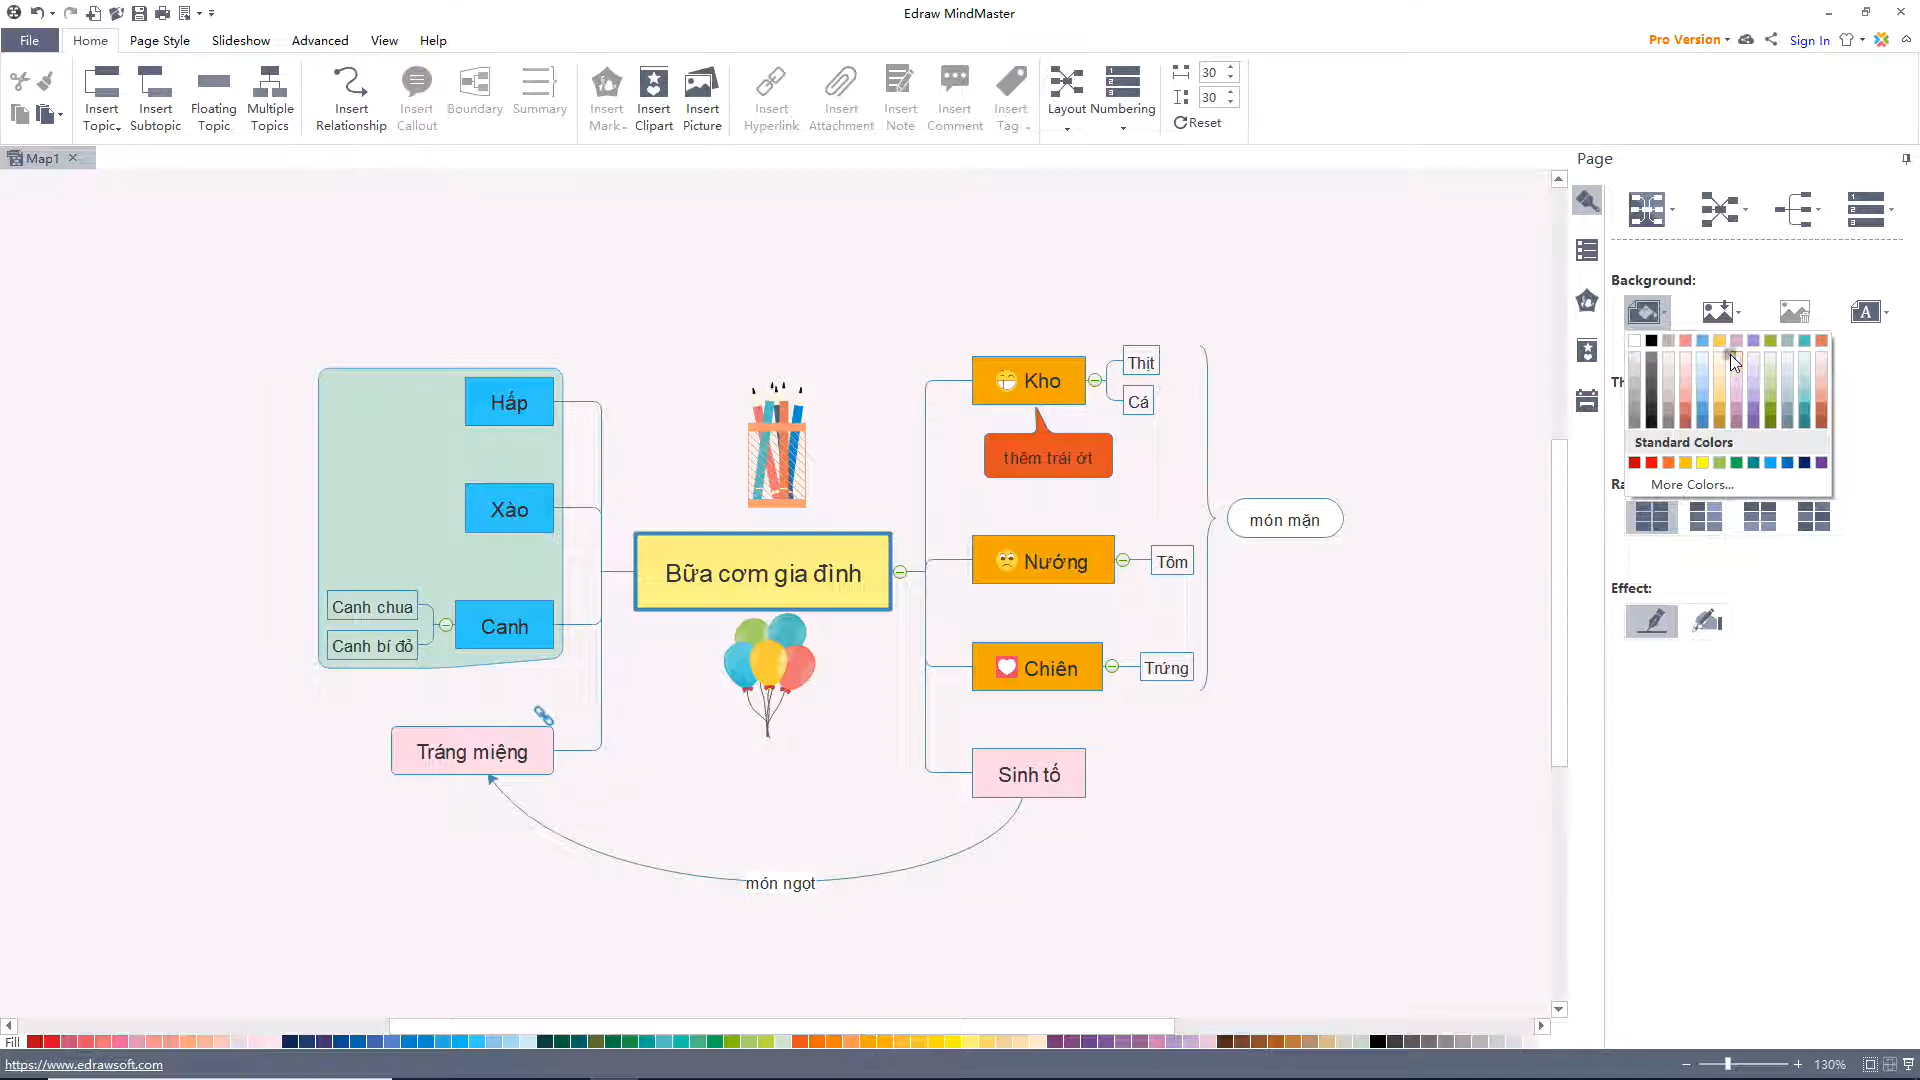 Edraw MindMaster
File
Home
Page Style
Slideshow
Advanced
View
Help
Pro Version
Sign In
Insert Topic
Insert Subtopic
Floating Topic
Multiple Topics
Insert Relationship
Insert Callout
Boundary
Summary
Insert Mark
Insert Clipart
Insert Picture
Insert Hyperlink
Insert Attachment
Insert Note
Insert Comment
Insert Tag
Layout
Numbering
30
30
Reset
Map1
Page
Background:
Standard Colors
More Colors...
Effect:
Hấp
Xào
Canh
Canh chua
Canh bí đỏ
Tráng miệng
Bữa cơm gia đình
Kho
Thịt
Cá
thêm trái ớt
Nướng
Tôm
Chiên
Trứng
món mặn
Sinh tố
món ngọt
Fill
https://www.edrawsoft.com
130%